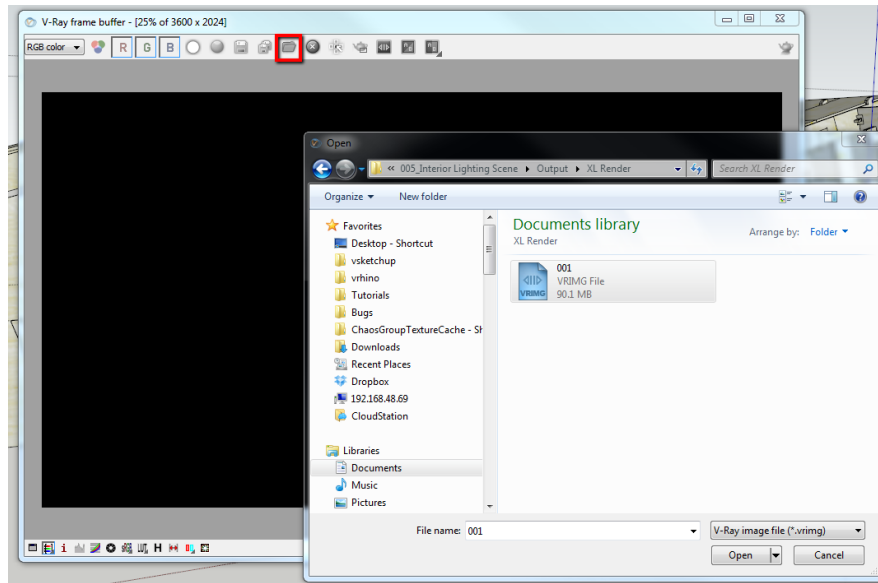 V-Ray frame buffer - [25% of 3600 x 2024]
RGB color
R G B
Open
« 005_Interior Lighting Scene ▸ Output ▸ XL Render
Search XL Render
Organize
New folder
Favorites
Desktop - Shortcut
vsketchup
vrhino
Tutorials
Bugs
ChaosGroupTextureCache - Sh
Downloads
Recent Places
Dropbox
192.168.48.69
CloudStation
Libraries
Documents
Music
Pictures
Documents library
XL Render
Arrange by: Folder
001
VRIMG File
90.1 MB
VRIMG
File name: 001
V-Ray image file (*.vrimg)
Open
Cancel
i
H